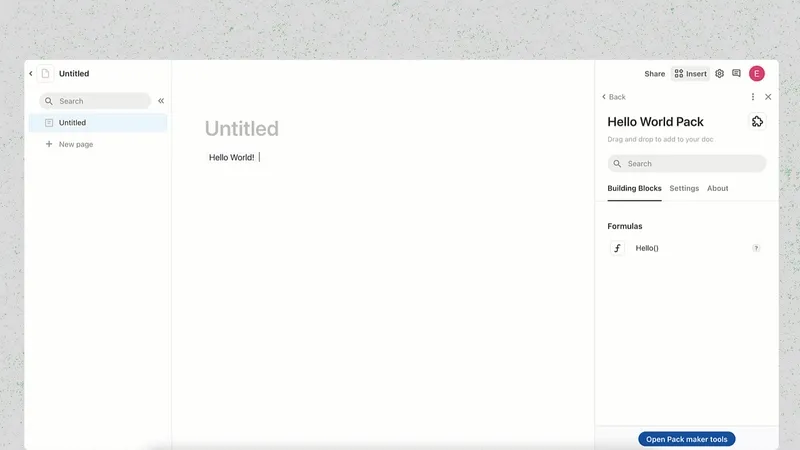 Untitled
Share
Insert
E
Search
Untitled
New page
Untitled
Hello World!
Back
Hello World Pack
Drag and drop to add to your doc.
Search
Building Blocks Settings About
Formulas
f Hello() ?
Open Pack maker tools